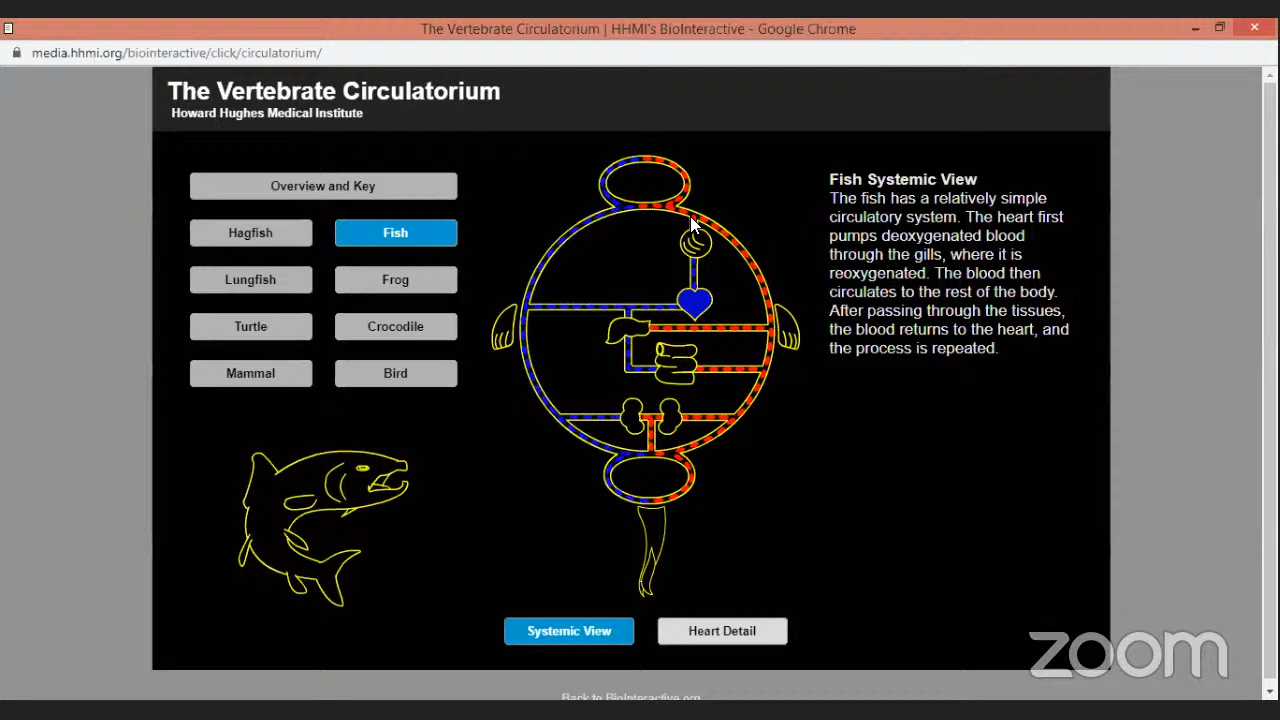 The Vertebrate Circulatorium | HHMI's BioInteractive - Google Chrome
media.hhmi.org/biointeractive/click/circulatorium/
The Vertebrate Circulatorium
Howard Hughes Medical Institute
Overview and Key
Hagfish
Fish
Lungfish
Frog
Turtle
Crocodile
Mammal
Bird
Fish Systemic View
The fish has a relatively simple
circulatory system. The heart first
pumps deoxygenated blood
through the gills, where it is
reoxygenated. The blood then
circulates to the rest of the body.
After passing through the tissues,
the blood returns to the heart, and
the process is repeated.
Systemic View
Heart Detail
Back to BioInteractive.org
zoom